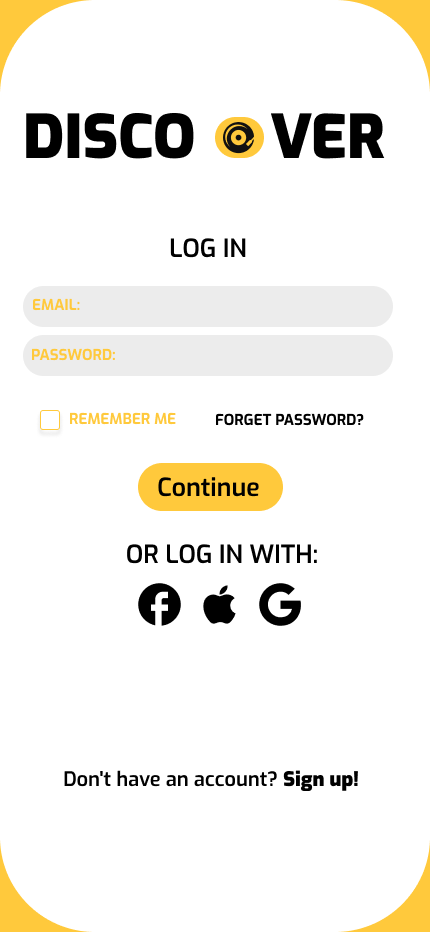 DISCO VER
LOG IN
EMAIL:
PASSWORD:
REMEMBER ME FORGET PASSWORD?
Continue
OR LOG IN WITH:
Don't have an account? Sign up!